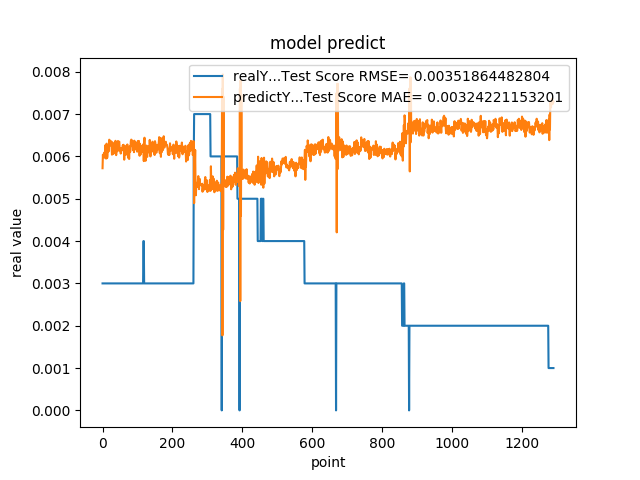 model predict
realY...Test Score RMSE= 0.00351864482804
predictY...Test Score MAE= 0.00324221153201
0.008
0.007
0.006
0.005
0.004
0.003
0.002
0.001
0.000
real value
0 200 400 600 800 1000 1200
point